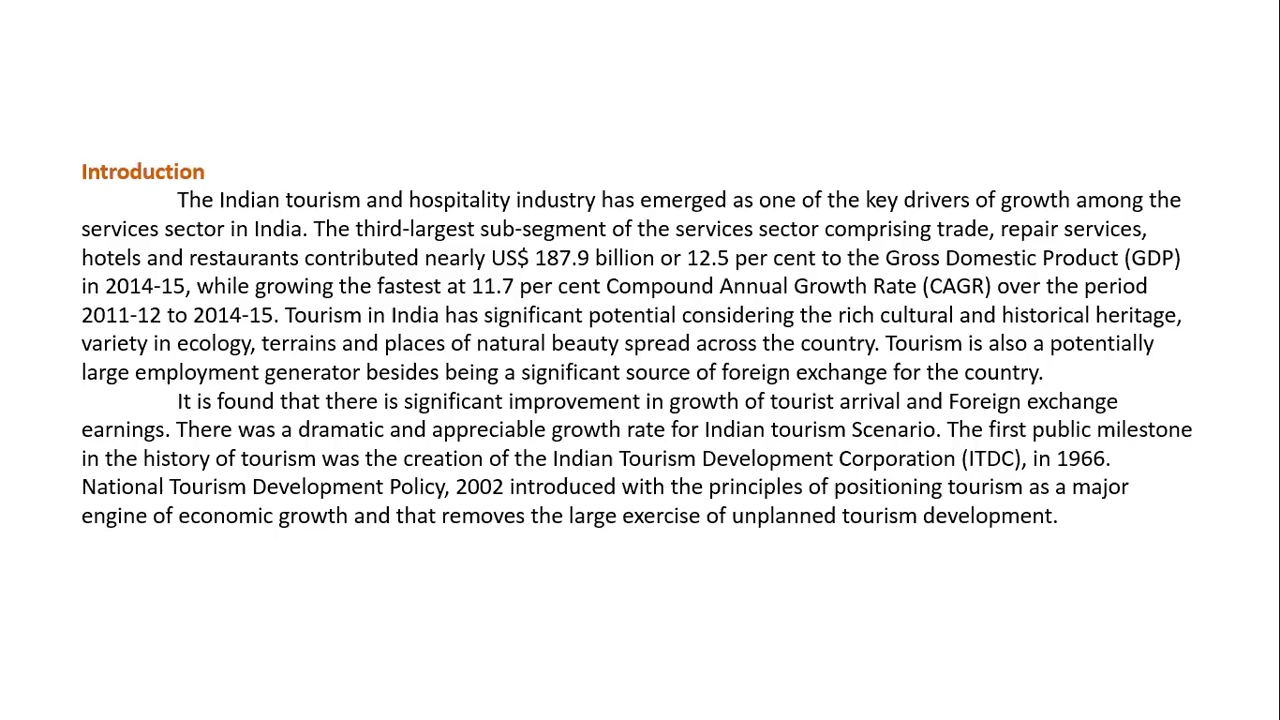 Introduction
The Indian tourism and hospitality industry has emerged as one of the key drivers of growth among the
services sector in India. The third-largest sub-segment of the services sector comprising trade, repair services,
hotels and restaurants contributed nearly US$ 187.9 billion or 12.5 per cent to the Gross Domestic Product (GDP)
in 2014-15, while growing the fastest at 11.7 per cent Compound Annual Growth Rate (CAGR) over the period
2011-12 to 2014-15. Tourism in India has significant potential considering the rich cultural and historical heritage,
variety in ecology, terrains and places of natural beauty spread across the country. Tourism is also a potentially
large employment generator besides being a significant source of foreign exchange for the country.
It is found that there is significant improvement in growth of tourist arrival and Foreign exchange
earnings. There was a dramatic and appreciable growth rate for Indian tourism Scenario. The first public milestone
in the history of tourism was the creation of the Indian Tourism Development Corporation (ITDC), in 1966.
National Tourism Development Policy, 2002 introduced with the principles of positioning tourism as a major
engine of economic growth and that removes the large exercise of unplanned tourism development.